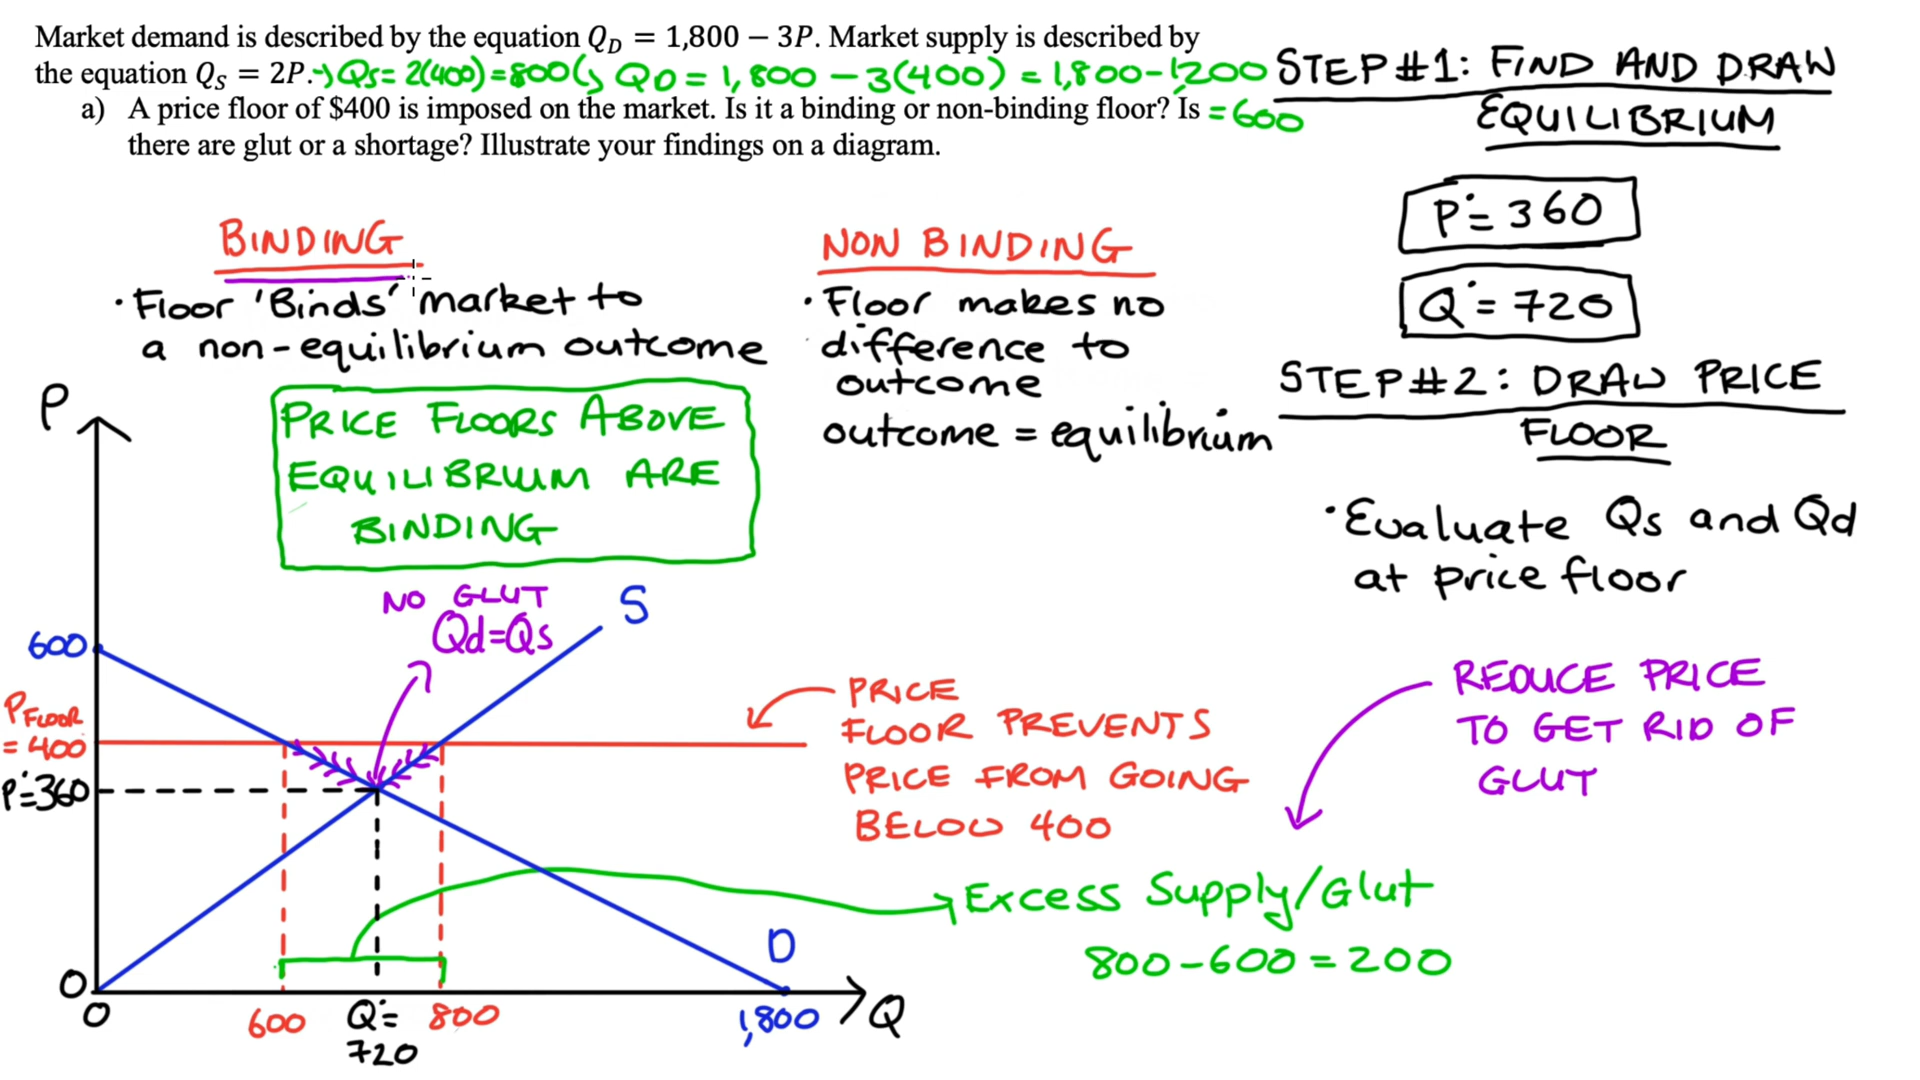 Market demand is described by the equation Q_D = 1,800 − 3P. Market supply is described by
the equation Q_S = 2P. → Qs = 2(400) = 800 ↳ QD = 1,800 − 3(400) = 1,800 − 1,200
= 600
a) A price floor of $400 is imposed on the market. Is it a binding or non-binding floor? Is
there are glut or a shortage? Illustrate your findings on a diagram.
STEP #1: FIND AND DRAW
EQUILIBRIUM
P* = 360
Q* = 720
STEP #2: DRAW PRICE
FLOOR
• Evaluate Qs and Qd
at price floor
BINDING
• Floor 'Binds' market to
a non-equilibrium outcome
NON BINDING
• Floor makes no
difference to
outcome
outcome = equilibrium
PRICE FLOORS ABOVE
EQUILIBRIUM ARE
BINDING
NO GLUT
Qd=Qs
P
S
600
P FLOOR
= 400
P*=360
0
0
600
Q*=
720
800
D
1,800
Q
PRICE
FLOOR PREVENTS
PRICE FROM GOING
BELOW 400
REDUCE PRICE
TO GET RID OF
GLUT
Excess Supply/Glut
800 − 600 = 200